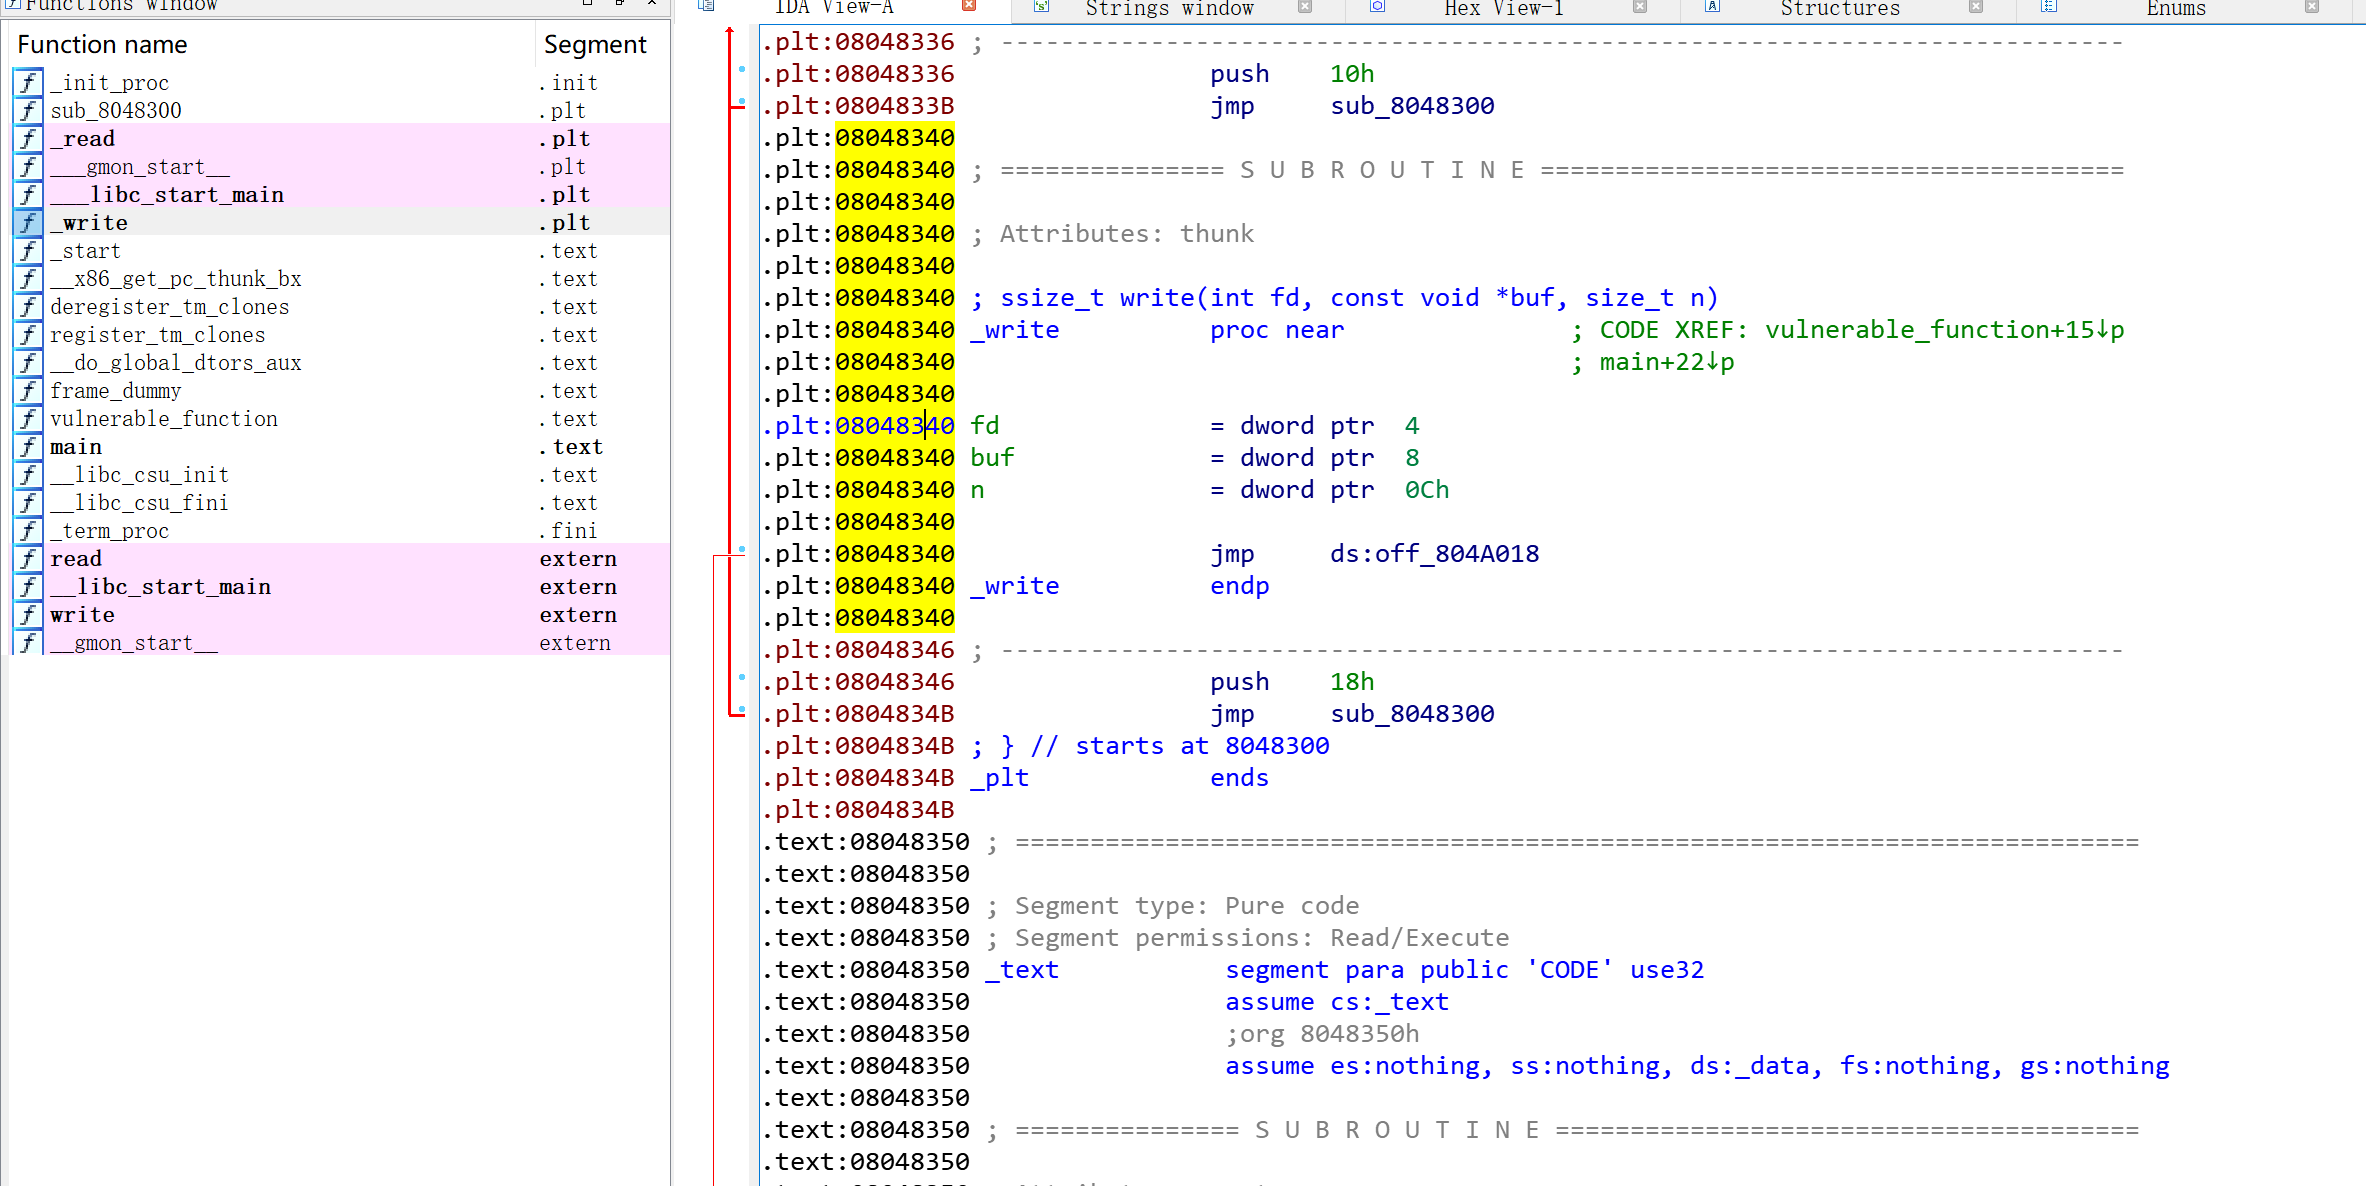 Functions window
Function name Segment
_init_proc .init
sub_8048300 .plt
_read .plt
___gmon_start__ .plt
___libc_start_main .plt
_write .plt
_start .text
__x86_get_pc_thunk_bx .text
deregister_tm_clones .text
register_tm_clones .text
__do_global_dtors_aux .text
frame_dummy .text
vulnerable_function .text
main .text
__libc_csu_init .text
__libc_csu_fini .text
_term_proc .fini
read extern
__libc_start_main extern
write extern
__gmon_start__ extern
IDA View-A Strings window Hex View-1 Structures Enums
.plt:08048336 ; ---------------------------------------------------------------------------
.plt:08048336 push 10h
.plt:0804833B jmp sub_8048300
.plt:08048340
.plt:08048340 ; =============== S U B R O U T I N E =======================================
.plt:08048340
.plt:08048340 ; Attributes: thunk
.plt:08048340
.plt:08048340 ; ssize_t write(int fd, const void *buf, size_t n)
.plt:08048340 _write proc near ; CODE XREF: vulnerable_function+15↓p
.plt:08048340 ; main+22↓p
.plt:08048340
.plt:08048340 fd = dword ptr 4
.plt:08048340 buf = dword ptr 8
.plt:08048340 n = dword ptr 0Ch
.plt:08048340
.plt:08048340 jmp ds:off_804A018
.plt:08048340 _write endp
.plt:08048340
.plt:08048346 ; ---------------------------------------------------------------------------
.plt:08048346 push 18h
.plt:0804834B jmp sub_8048300
.plt:0804834B ; } // starts at 8048300
.plt:0804834B _plt ends
.plt:0804834B
.text:08048350 ; ===========================================================================
.text:08048350
.text:08048350 ; Segment type: Pure code
.text:08048350 ; Segment permissions: Read/Execute
.text:08048350 _text segment para public 'CODE' use32
.text:08048350 assume cs:_text
.text:08048350 ;org 8048350h
.text:08048350 assume es:nothing, ss:nothing, ds:_data, fs:nothing, gs:nothing
.text:08048350
.text:08048350 ; =============== S U B R O U T I N E =======================================
.text:08048350